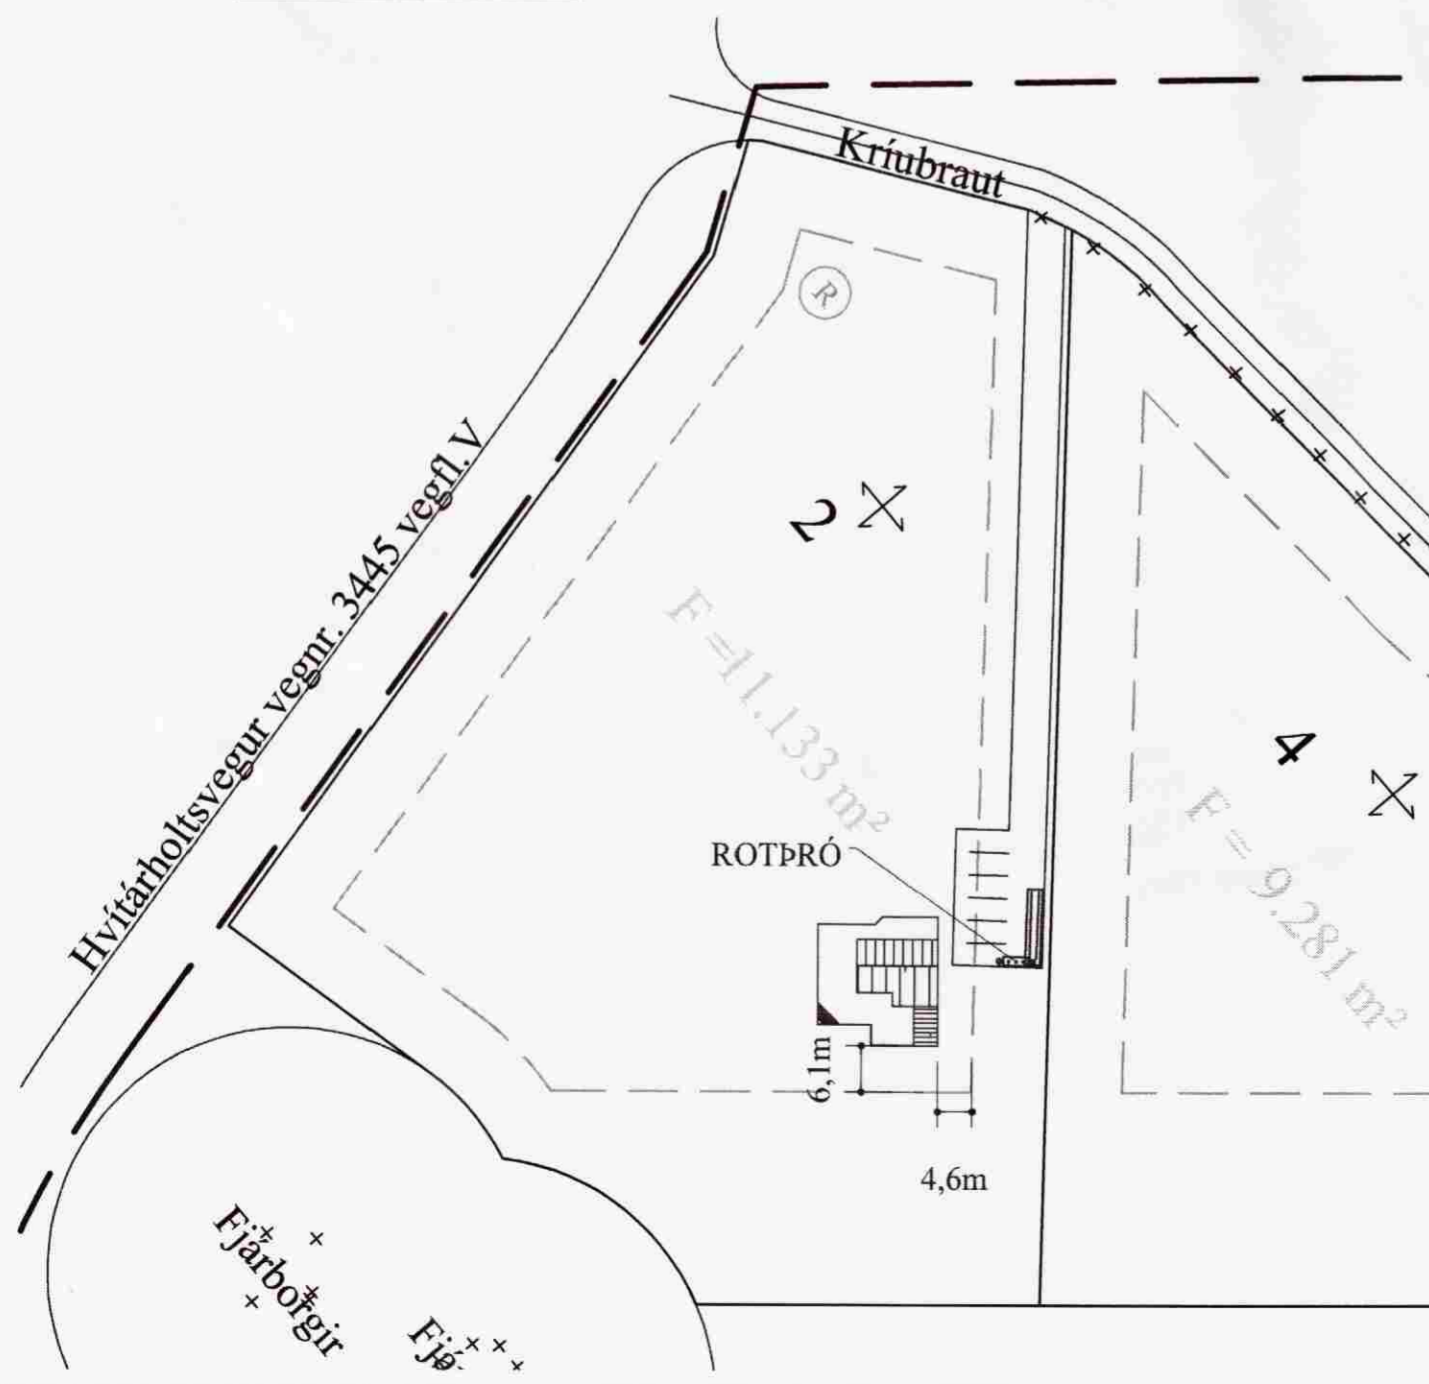 Kríubraut
R
Hvítárholtsvegur vegnr. 3445 vegfl. V
2
F =11.133 m²
4
F = 9.281 m²
ROTÞRÓ
6,1m
4,6m
Fjárborgir
Fjá